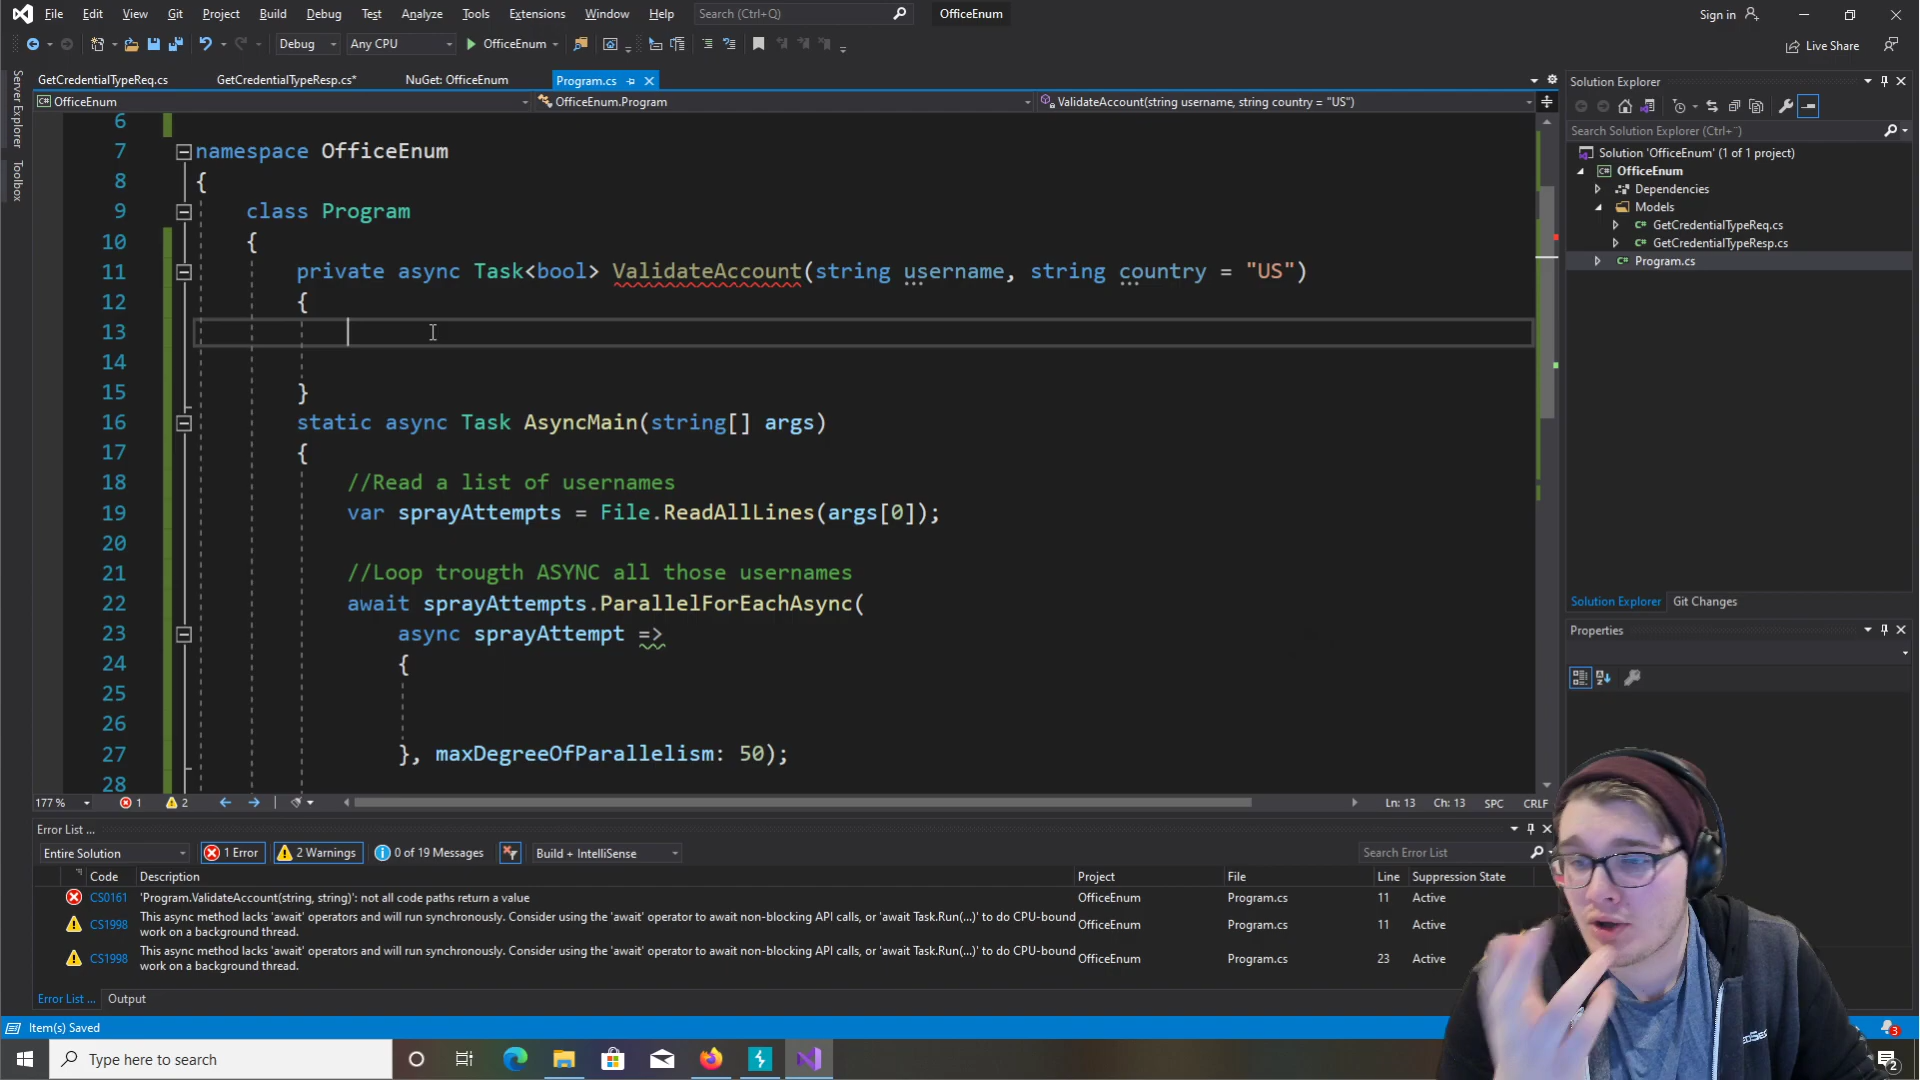 File Edit View Git Project Build Debug Test Analyze Tools Extensions Window Help Search (Ctrl+Q) OfficeEnum Sign in
Debug Any CPU OfficeEnum Live Share
GetCredentialTypeReq.cs GetCredentialTypeResp.cs* NuGet: OfficeEnum Program.cs
OfficeEnum OfficeEnum.Program ValidateAccount(string username, string country = "US")
Server Explorer
Toolbox
6
7 namespace OfficeEnum
8 {
9 class Program
10 {
11 private async Task<bool> ValidateAccount(string username, string country = "US")
12 {
13
14
15 }
16 static async Task AsyncMain(string[] args)
17 {
18 //Read a list of usernames
19 var sprayAttempts = File.ReadAllLines(args[0]);
20
21 //Loop trougth ASYNC all those usernames
22 await sprayAttempts.ParallelForEachAsync(
23 async sprayAttempt =>
24 {
25
26
27 }, maxDegreeOfParallelism: 50);
28
177 % 1 2 Ln: 13 Ch: 13 SPC CRLF
Error List ...
Entire Solution 1 Error 2 Warnings 0 of 19 Messages Build + IntelliSense Search Error List
Code Description Project File Line Suppression State
CS0161 'Program.ValidateAccount(string, string)': not all code paths return a value OfficeEnum Program.cs 11 Active
CS1998 This async method lacks 'await' operators and will run synchronously. Consider using the 'await' operator to await non-blocking API calls, or 'await Task.Run(...)' to do CPU-bound
work on a background thread. OfficeEnum Program.cs 11 Active
CS1998 This async method lacks 'await' operators and will run synchronously. Consider using the 'await' operator to await non-blocking API calls, or 'await Task.Run(...)' to do CPU-bound
work on a background thread. OfficeEnum Program.cs 23 Active
Error List ... Output
Item(s) Saved 3
Type here to search 2
Solution Explorer
Search Solution Explorer (Ctrl+¨)
Solution 'OfficeEnum' (1 of 1 project)
OfficeEnum
Dependencies
Models
GetCredentialTypeReq.cs
GetCredentialTypeResp.cs
Program.cs
Solution Explorer Git Changes
Properties